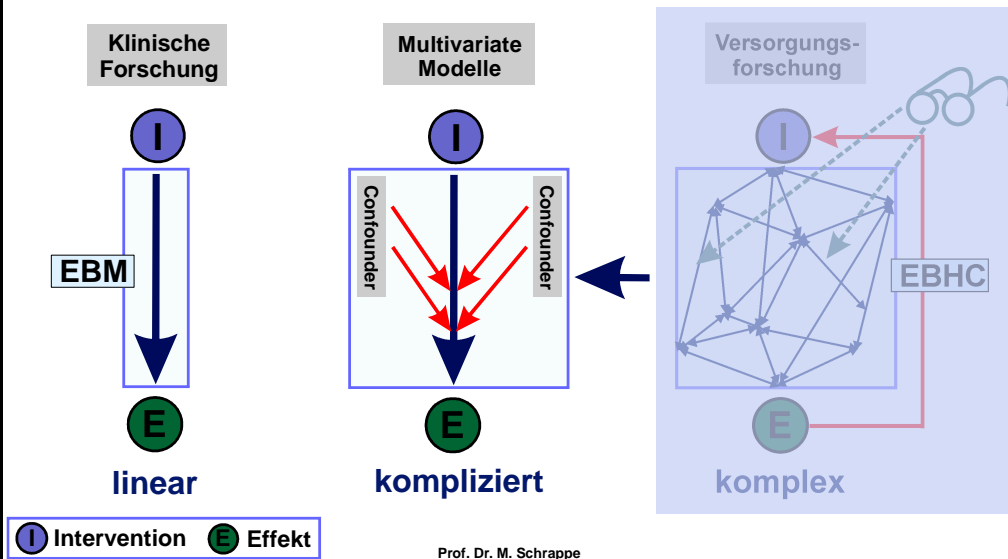 Klinische
Forschung
I
EBM
E
linear
Multivariate
Modelle
I
Confounder
Confounder
E
kompliziert
Versorgungs-
forschung
I
EBHC
E
komplex
I Intervention E Effekt
Prof. Dr. M. Schrappe